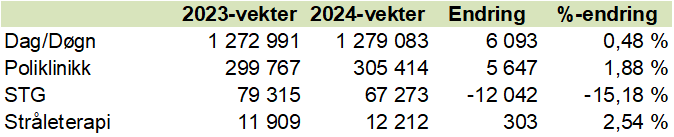 2023-vekter 2024-vekter Endring %-endring
Dag/Døgn 1 272 991 1 279 083 6 093 0,48 %
Poliklinikk 299 767 305 414 5 647 1,88 %
STG 79 315 67 273 -12 042 -15,18 %
Stråleterapi 11 909 12 212 303 2,54 %